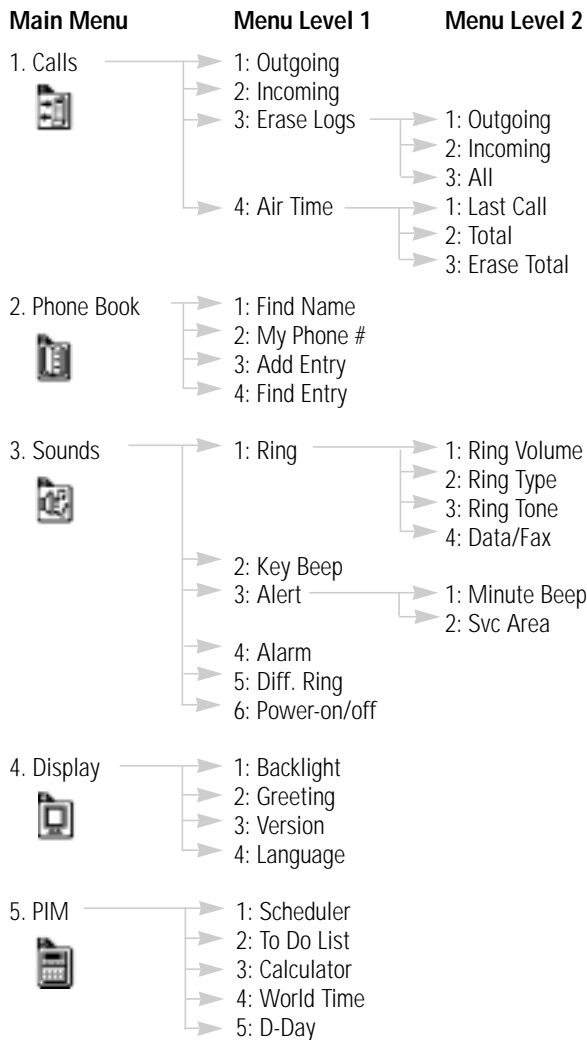 Main Menu Menu Level 1 Menu Level 2
1. Calls 1: Outgoing
2: Incoming
3: Erase Logs 1: Outgoing
2: Incoming
3: All
4: Air Time 1: Last Call
2: Total
3: Erase Total
2. Phone Book 1: Find Name
2: My Phone #
3: Add Entry
4: Find Entry
3. Sounds 1: Ring 1: Ring Volume
2: Ring Type
3: Ring Tone
4: Data/Fax
2: Key Beep
3: Alert 1: Minute Beep
2: Svc Area
4: Alarm
5: Diff. Ring
6: Power-on/off
4. Display 1: Backlight
2: Greeting
3: Version
4: Language
5. PIM 1: Scheduler
2: To Do List
3: Calculator
4: World Time
5: D-Day